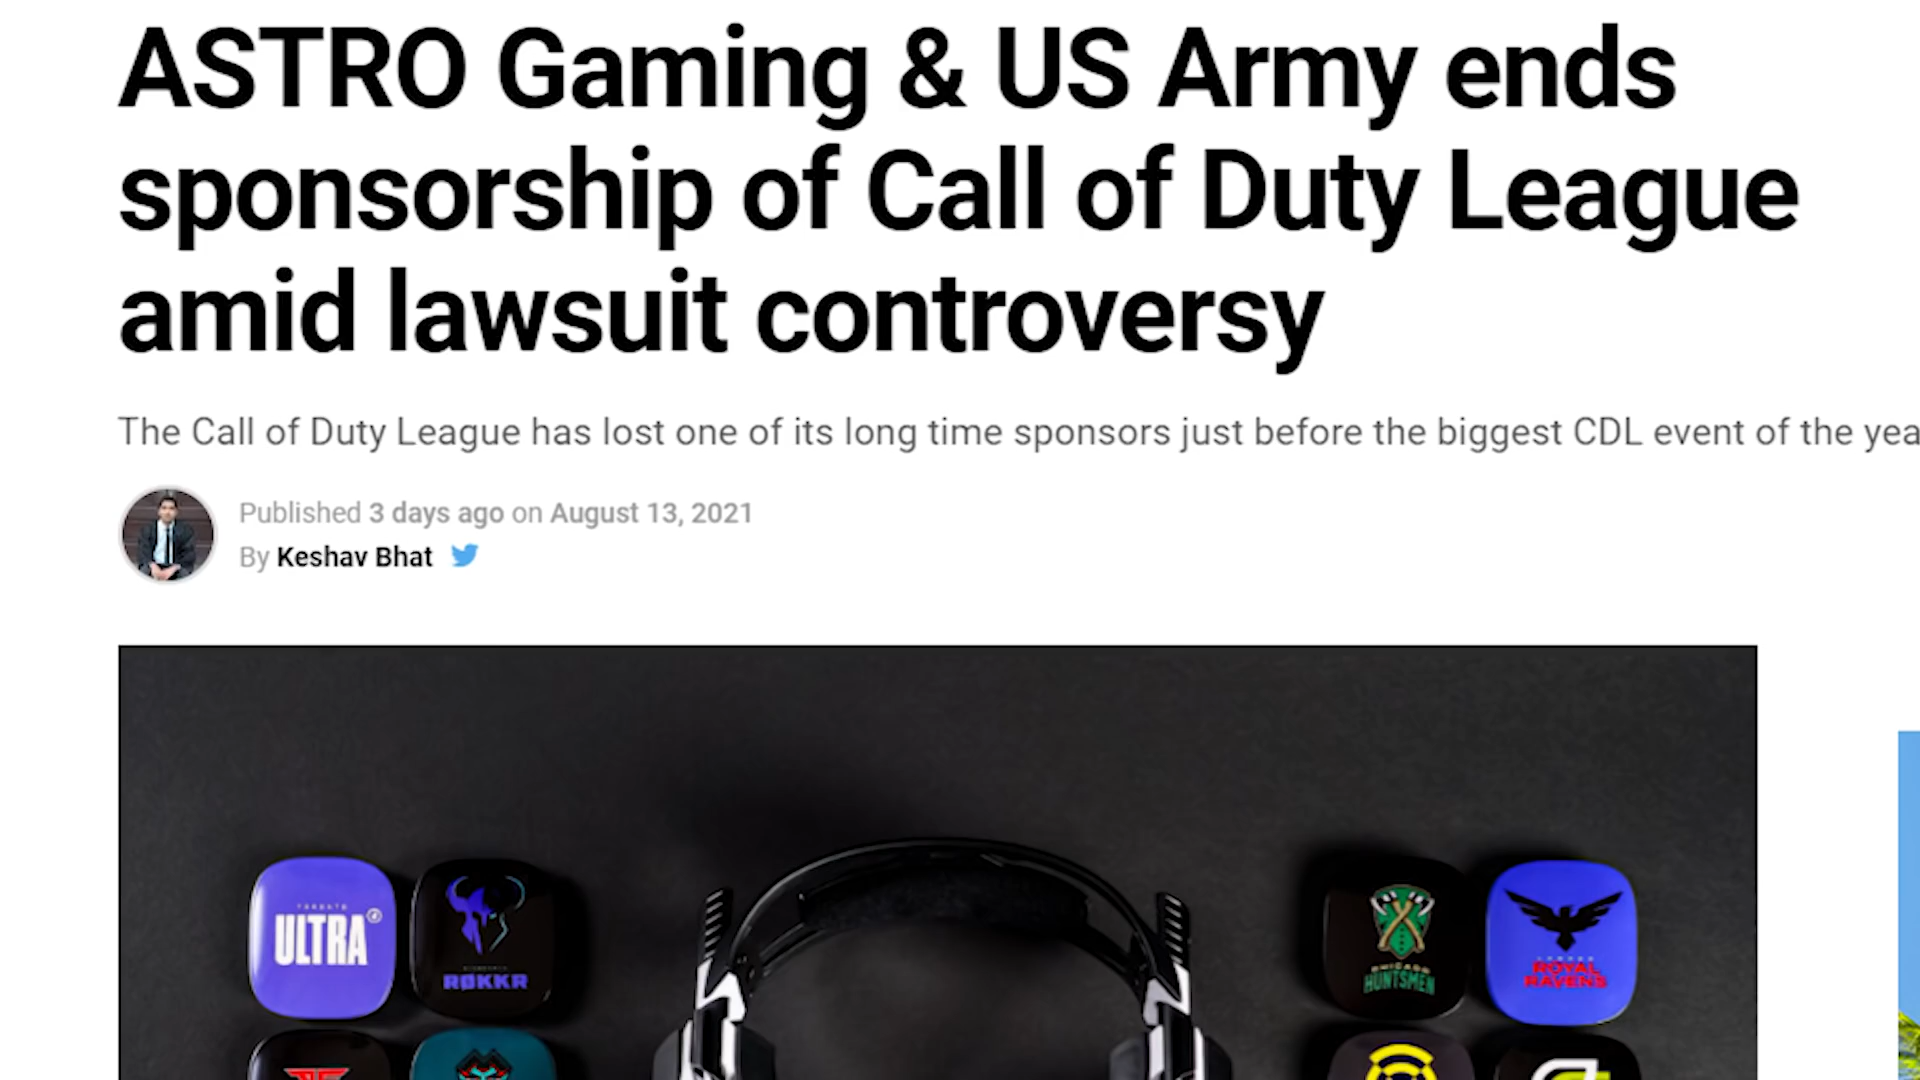 ASTRO Gaming & US Army ends
sponsorship of Call of Duty League
amid lawsuit controversy
The Call of Duty League has lost one of its long time sponsors just before the biggest CDL event of the yea
Published 3 days ago on August 13, 2021
By Keshav Bhat
TORONTO
ULTRA
RØKKR
CHICAGO
HUNTSMEN
ROYAL
RAVENS